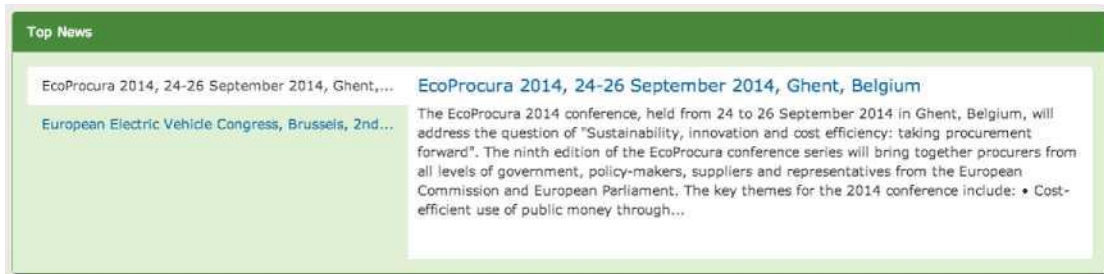 Top News
EcoProcura 2014, 24-26 September 2014, Ghent,...
European Electric Vehicle Congress, Brussels, 2nd...
EcoProcura 2014, 24-26 September 2014, Ghent, Belgium
The EcoProcura 2014 conference, held from 24 to 26 September 2014 in Ghent, Belgium, will
address the question of "Sustainability, innovation and cost efficiency: taking procurement
forward". The ninth edition of the EcoProcura conference series will bring together procurers from
all levels of government, policy-makers, suppliers and representatives from the European
Commission and European Parliament. The key themes for the 2014 conference include: • Cost-
efficient use of public money through...